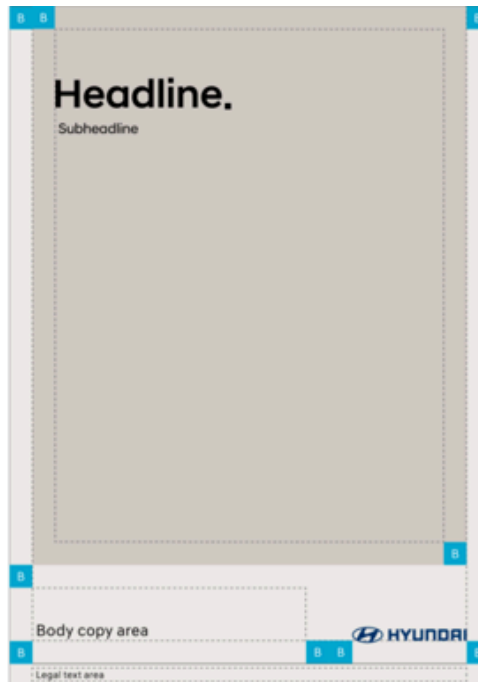 B B B
Headline.
Subheadline
B
B
Body copy area
HYUNDAI
B B B B
Legal text area